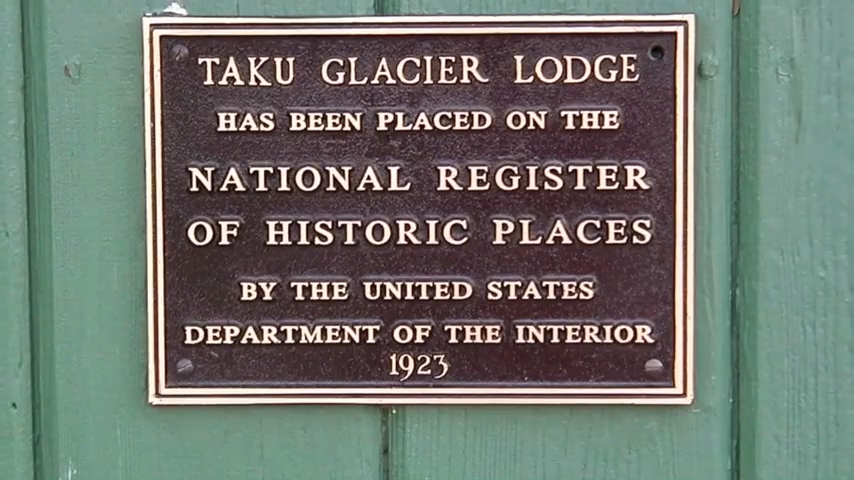 TAKU GLACIER LODGE
HAS BEEN PLACED ON THE
NATIONAL REGISTER
OF HISTORIC PLACES
BY THE UNITED STATES
DEPARTMENT OF THE INTERIOR
1923